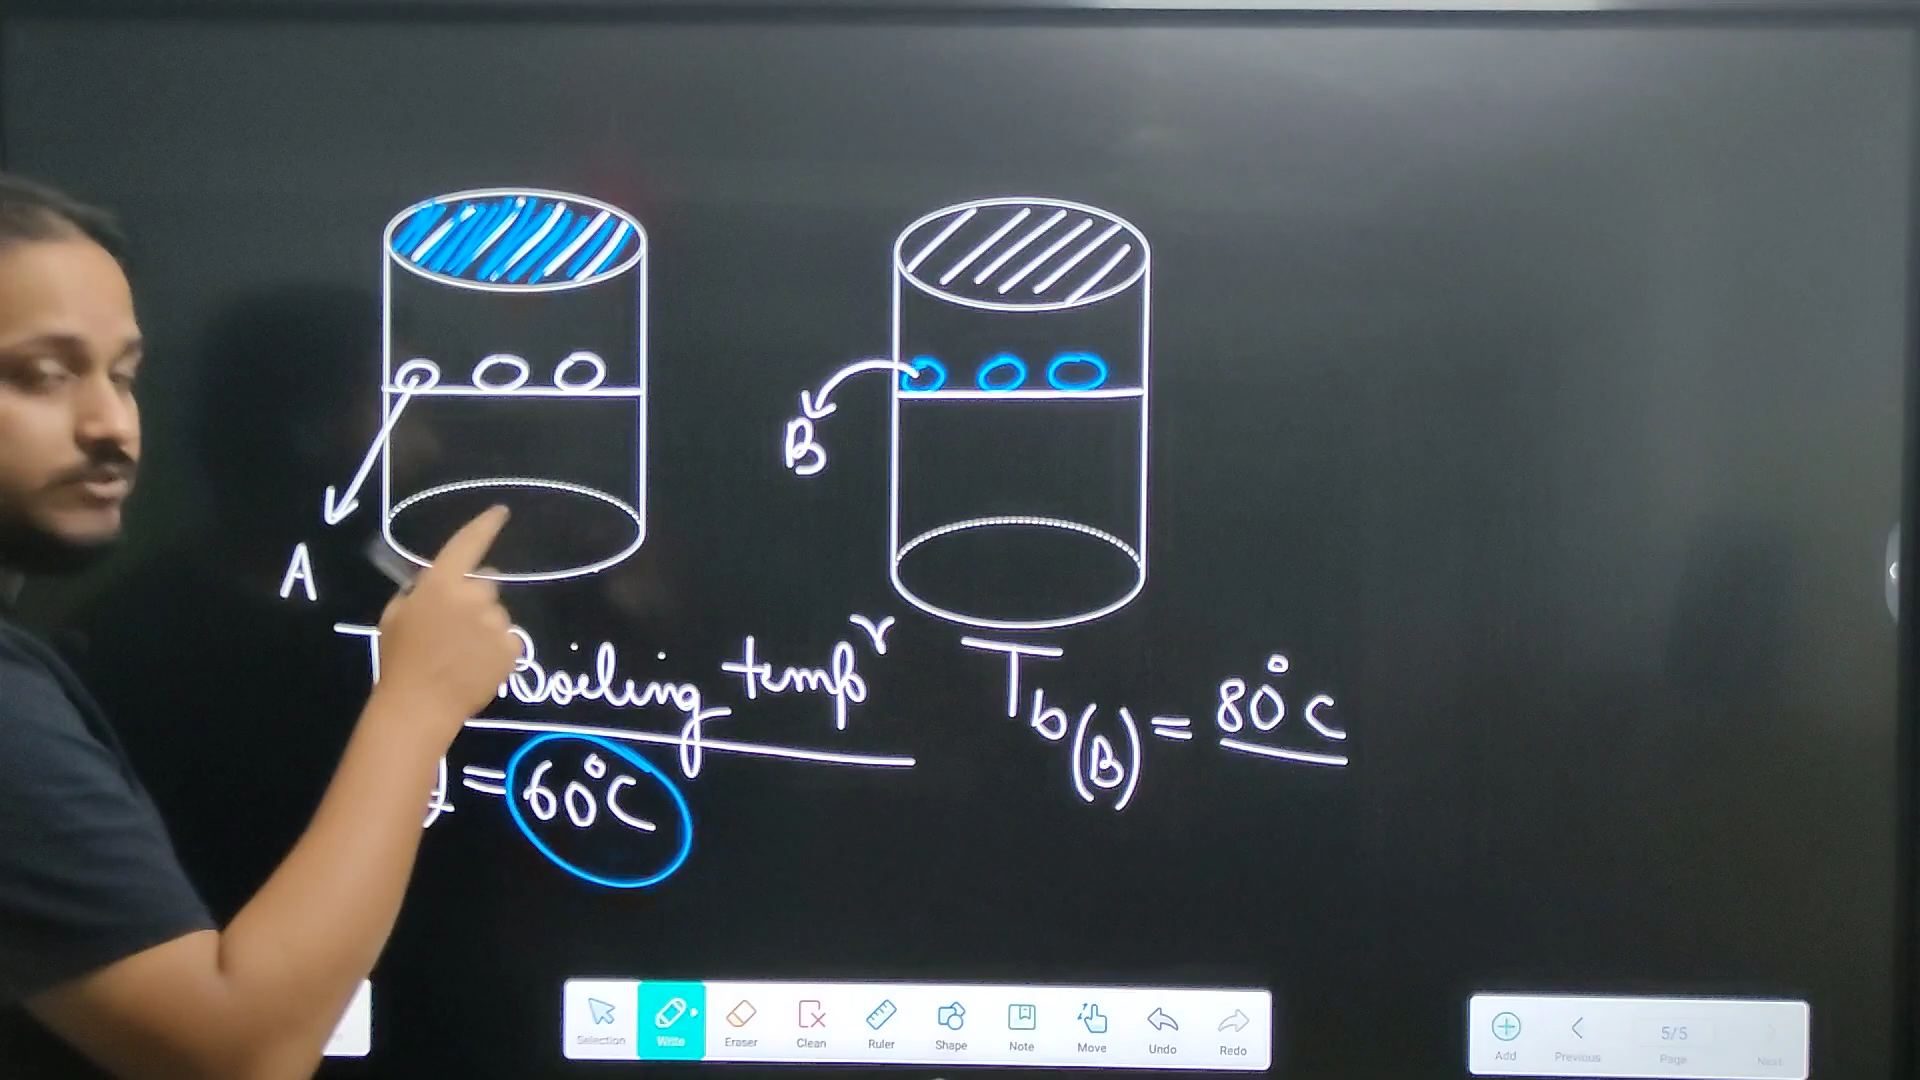 B
A
T Boiling tempʳ
= 60°C
T_b(B) = 80°C
Selection
Write
Eraser
Clean
Ruler
Shape
Note
Move
Undo
Redo
Add
Previous
5/5
Page
Next